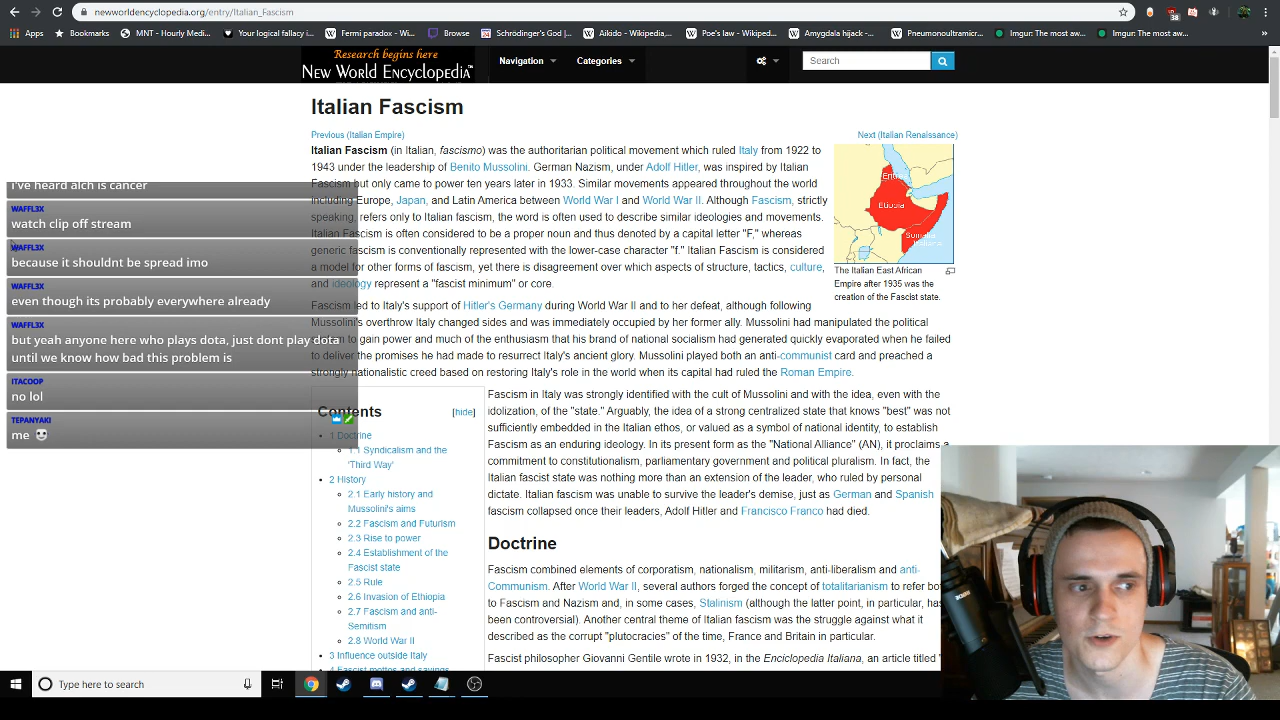 newworldencyclopedia.org/entry/Italian_Fascism
38
Apps
Bookmarks
MNT - Hourly Medi...
Your logical fallacy i...
Fermi paradox - Wi...
Browse
Schrödinger's God |...
Aikido - Wikipedia,...
Poe's law - Wikiped...
Amygdala hijack -...
Pneumonoultramicr...
Imgur: The most aw...
Imgur: The most aw...
Research begins here
NEW WORLD ENCYCLOPEDIA
Navigation
Categories
Search
Italian Fascism
Previous (Italian Empire)
Next (Italian Renaissance)
Italian Fascism (in Italian, fascismo) was the authoritarian political movement which ruled Italy from 1922 to
1943 under the leadership of Benito Mussolini. German Nazism, under Adolf Hitler, was inspired by Italian
Fascism but only came to power ten years later in 1933. Similar movements appeared throughout the world
including Europe, Japan, and Latin America between World War I and World War II. Although Fascism, strictly
speaking, refers only to Italian fascism, the word is often used to describe similar ideologies and movements.
Italian Fascism is often considered to be a proper noun and thus denoted by a capital letter "F," whereas
generic fascism is conventionally represented with the lower-case character "f." Italian Fascism is considered
a model for other forms of fascism, yet there is disagreement over which aspects of structure, tactics, culture,
and ideology represent a "fascist minimum" or core.
Etiopia
Somalia
Italiana
The Italian East African
Empire after 1935 was the
creation of the Fascist state.
Fascism led to Italy's support of Hitler's Germany during World War II and to her defeat, although following
Mussolini's overthrow Italy changed sides and was immediately occupied by her former ally. Mussolini had manipulated the political
to gain power and much of the enthusiasm that his brand of national socialism had generated quickly evaporated when he failed
to deliver the promises he had made to resurrect Italy's ancient glory. Mussolini played both an anti-communist card and preached a
strongly nationalistic creed based on restoring Italy's role in the world when its capital had ruled the Roman Empire.
Fascism in Italy was strongly identified with the cult of Mussolini and with the idea, even with the
idolization, of the "state." Arguably, the idea of a strong centralized state that knows "best" was not
sufficiently embedded in the Italian ethos, or valued as a symbol of national identity, to establish
Fascism as an enduring ideology. In its present form as the "National Alliance" (AN), it proclaims a
commitment to constitutionalism, parliamentary government and political pluralism. In fact, the
Italian fascist state was nothing more than an extension of the leader, who ruled by personal
dictate. Italian fascism was unable to survive the leader's demise, just as German and Spanish
fascism collapsed once their leaders, Adolf Hitler and Francisco Franco had died.
Contents [hide]
1 Doctrine
1.1 Syndicalism and the
'Third Way'
2 History
2.1 Early history and
Mussolini's aims
2.2 Fascism and Futurism
2.3 Rise to power
2.4 Establishment of the
Fascist state
2.5 Rule
2.6 Invasion of Ethiopia
2.7 Fascism and anti-
Semitism
2.8 World War II
3 Influence outside Italy
4 Fascist mottos and sayings
Doctrine
Fascism combined elements of corporatism, nationalism, militarism, anti-liberalism and anti-
Communism. After World War II, several authors forged the concept of totalitarianism to refer bot
to Fascism and Nazism and, in some cases, Stalinism (although the latter point, in particular, has
been controversial). Another central theme of Italian fascism was the struggle against what it
described as the corrupt "plutocracies" of the time, France and Britain in particular.
Fascist philosopher Giovanni Gentile wrote in 1932, in the Enciclopedia Italiana, an article titled "
i've heard alch is cancer
WAFFL3X
watch clip off stream
WAFFL3X
because it shouldnt be spread imo
WAFFL3X
even though its probably everywhere already
WAFFL3X
but yeah anyone here who plays dota, just dont play dota
until we know how bad this problem is
ITACOOP
no lol
TEPANYAKI
me
Type here to search